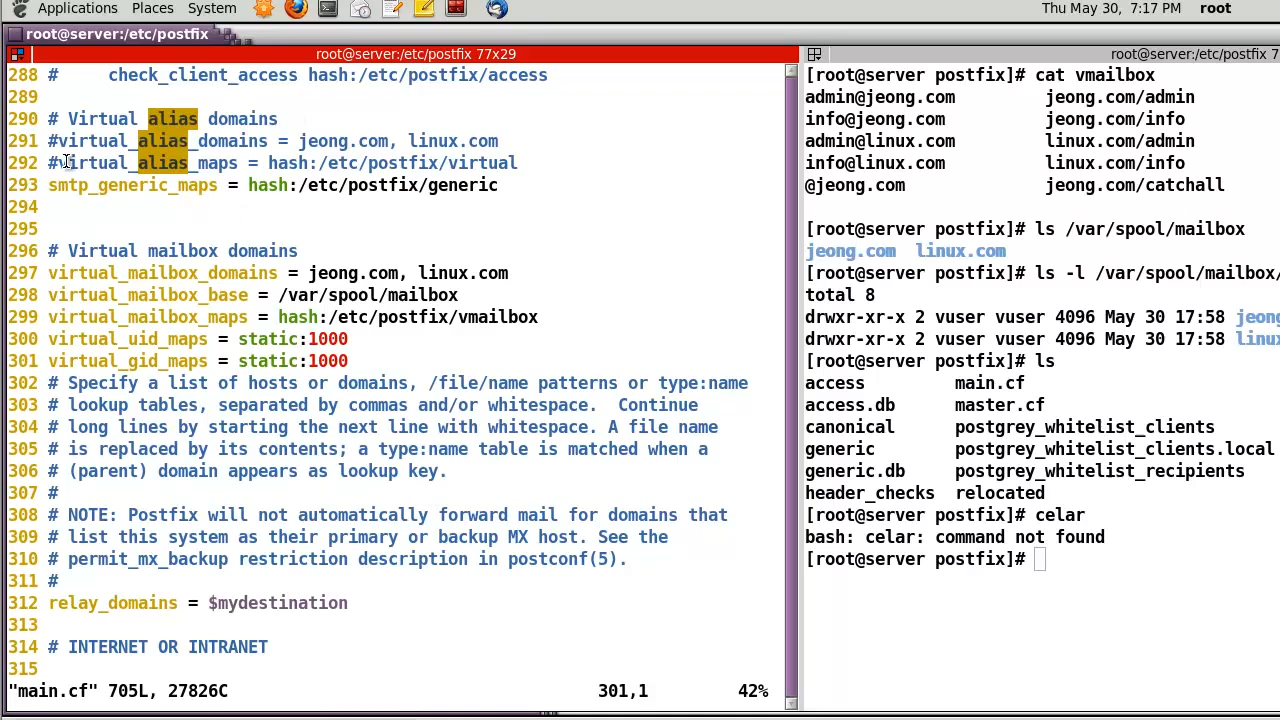 Applications Places System Thu May 30, 7:17 PM root
root@server:/etc/postfix
root@server:/etc/postfix 77x29
288 #     check_client_access hash:/etc/postfix/access
289
290 # Virtual alias domains
291 #virtual_alias_domains = jeong.com, linux.com
292 #virtual_alias_maps = hash:/etc/postfix/virtual
293 smtp_generic_maps = hash:/etc/postfix/generic
294
295
296 # Virtual mailbox domains
297 virtual_mailbox_domains = jeong.com, linux.com
298 virtual_mailbox_base = /var/spool/mailbox
299 virtual_mailbox_maps = hash:/etc/postfix/vmailbox
300 virtual_uid_maps = static:1000
301 virtual_gid_maps = static:1000
302 # Specify a list of hosts or domains, /file/name patterns or type:name
303 # lookup tables, separated by commas and/or whitespace.  Continue
304 # long lines by starting the next line with whitespace. A file name
305 # is replaced by its contents; a type:name table is matched when a
306 # (parent) domain appears as lookup key.
307 #
308 # NOTE: Postfix will not automatically forward mail for domains that
309 # list this system as their primary or backup MX host. See the
310 # permit_mx_backup restriction description in postconf(5).
311 #
312 relay_domains = $mydestination
313
314 # INTERNET OR INTRANET
315
"main.cf" 705L, 27826C 301,1 42%
root@server:/etc/postfix 7
[root@server postfix]# cat vmailbox
admin@jeong.com         jeong.com/admin
info@jeong.com          jeong.com/info
admin@linux.com         linux.com/admin
info@linux.com          linux.com/info
@jeong.com              jeong.com/catchall
[root@server postfix]# ls /var/spool/mailbox
jeong.com  linux.com
[root@server postfix]# ls -l /var/spool/mailbox/
total 8
drwxr-xr-x 2 vuser vuser 4096 May 30 17:58 jeong
drwxr-xr-x 2 vuser vuser 4096 May 30 17:58 linux
[root@server postfix]# ls
access         main.cf
access.db      master.cf
canonical      postgrey_whitelist_clients
generic        postgrey_whitelist_clients.local
generic.db     postgrey_whitelist_recipients
header_checks  relocated
[root@server postfix]# celar
bash: celar: command not found
[root@server postfix]#